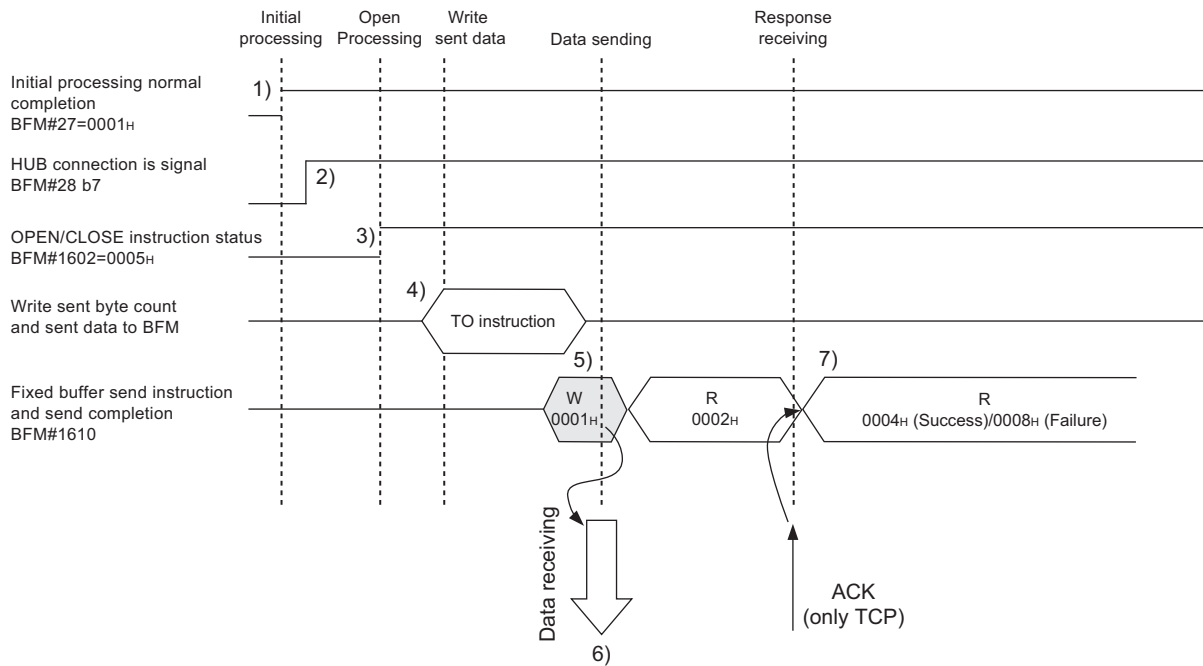 Initial
processing
Open
Processing
Write
sent data
Data sending
Response
receiving
Initial processing normal
completion
BFM#27=0001H
1)
HUB connection is signal
BFM#28 b7
2)
OPEN/CLOSE instruction status
BFM#1602=0005H
3)
Write sent byte count
and sent data to BFM
4)
TO instruction
Fixed buffer send instruction
and send completion
BFM#1610
5)
W
0001H
R
0002H
7)
R
0004H (Success)/0008H (Failure)
Data receiving
6)
ACK
(only TCP)